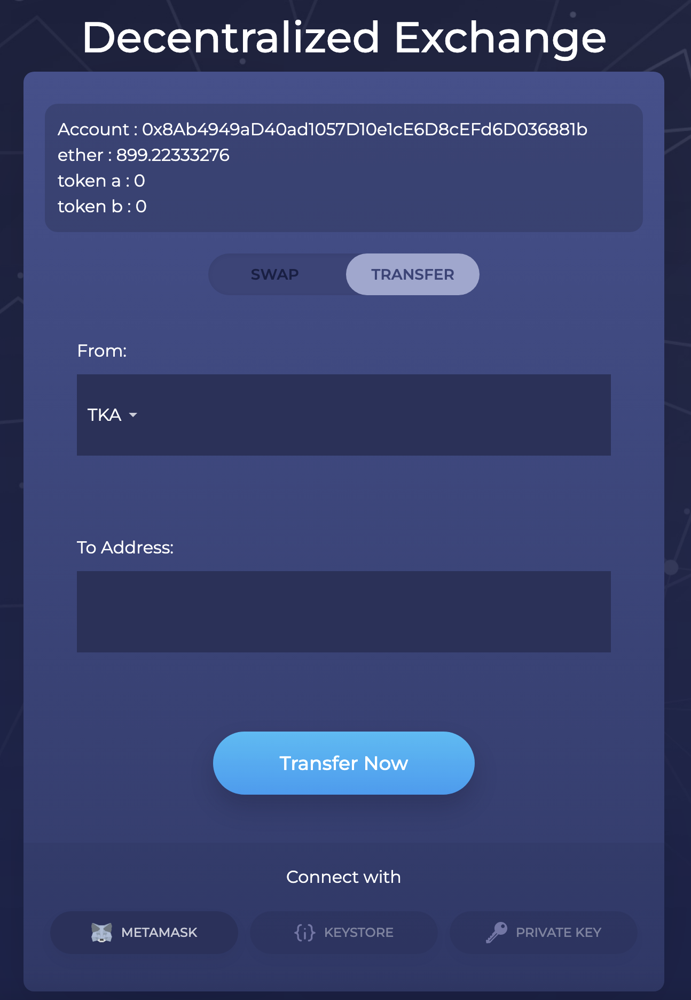 Decentralized Exchange
Account : 0x8Ab4949aD40ad1057D10e1cE6D8cEFd6D036881b
ether : 899.22333276
token a : 0
token b : 0
SWAP TRANSFER
From:
TKA
To Address:
Transfer Now
Connect with
METAMASK {i} KEYSTORE PRIVATE KEY